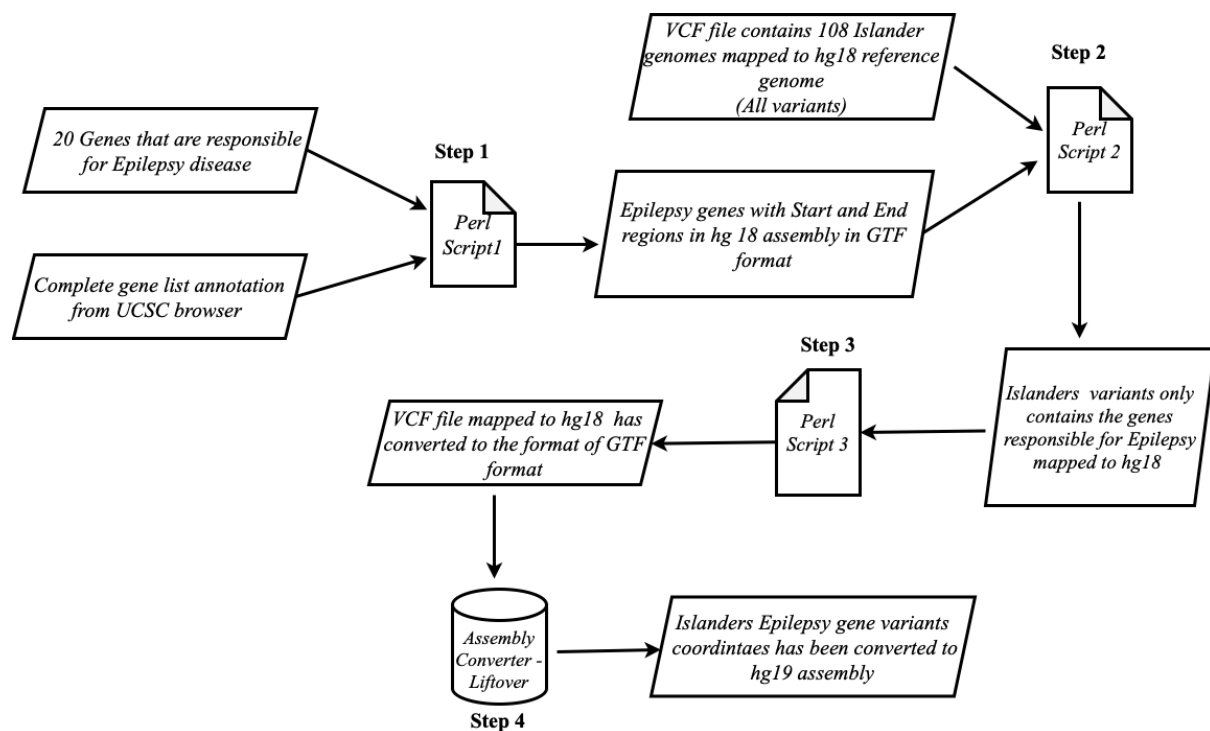 20 Genes that are responsible
for Epilepsy disease
Complete gene list annotation
from UCSC browser
Step 1
Perl
Script1
Epilepsy genes with Start and End
regions in hg 18 assembly in GTF
format
VCF file contains 108 Islander
genomes mapped to hg18 reference
genome
(All variants)
Step 2
Perl
Script 2
Islanders variants only
contains the genes
responsible for Epilepsy
mapped to hg18
Step 3
Perl
Script 3
VCF file mapped to hg18 has
converted to the format of GTF
format
Assembly
Converter -
Liftover
Step 4
Islanders Epilepsy gene variants
coordintaes has been converted to
hg19 assembly